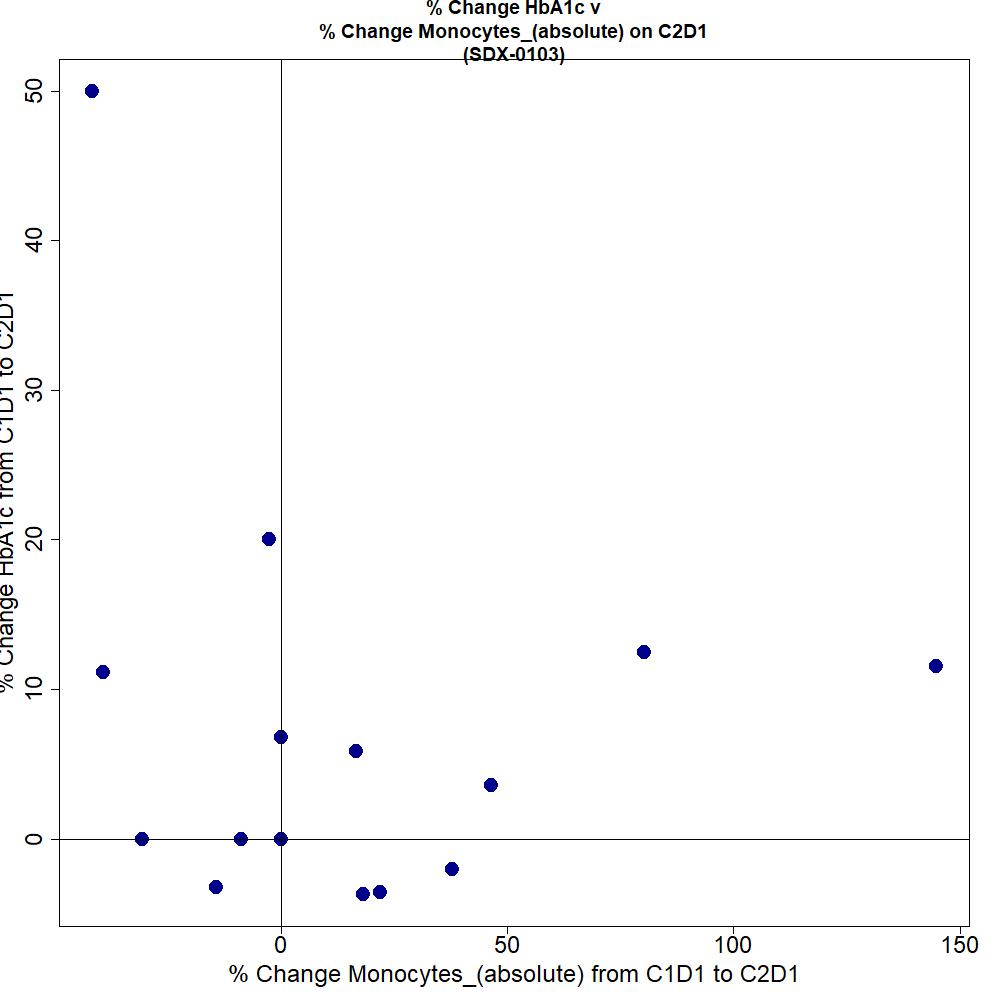 % Change HbA1c v
% Change Monocytes_(absolute) on C2D1
(SDX-0103)
% Change HbA1c from C1D1 to C2D1
50
40
30
20
10
0
0
50
100
150
% Change Monocytes_(absolute) from C1D1 to C2D1